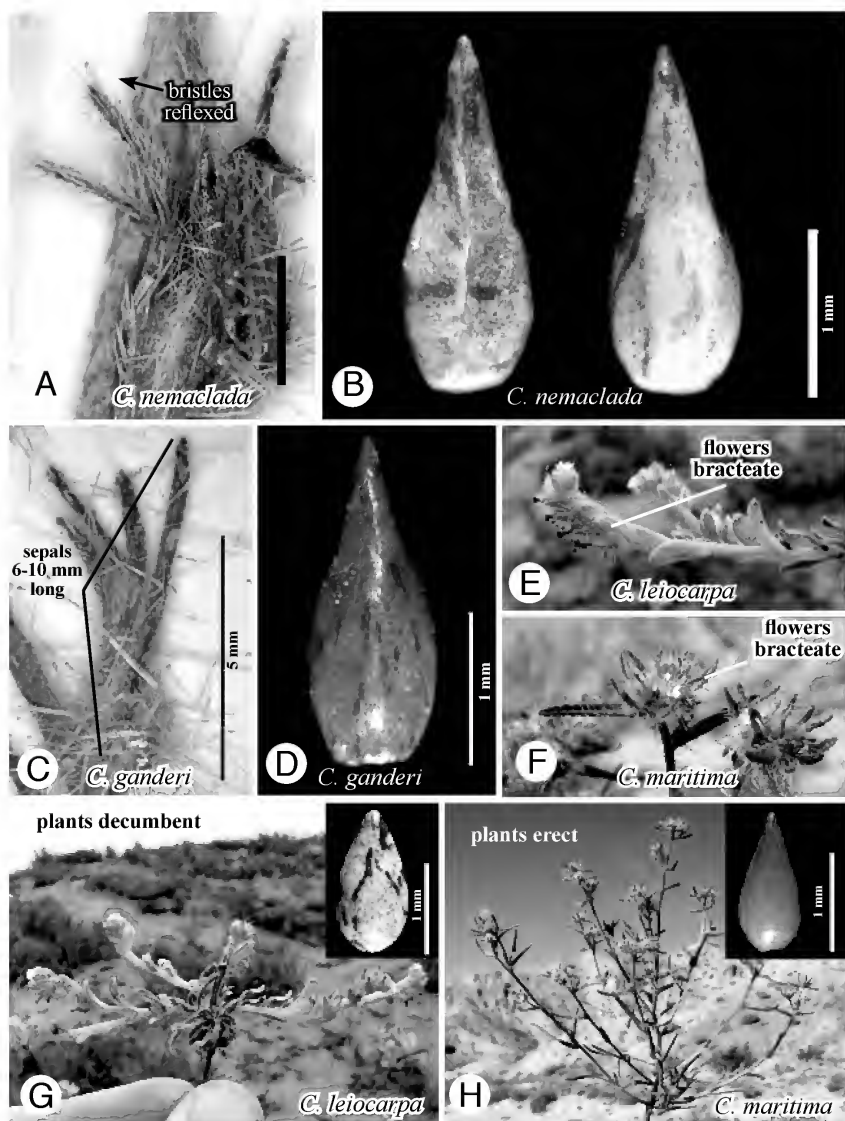 bristles
reflexed
A
C. nemaclada
B
C. nemaclada
1 mm
C
sepals
6-10 mm
long
5 mm
C. ganderi
D
C. ganderi
1 mm
E
flowers
bracteate
C. leiocarpa
F
flowers
bracteate
C. maritima
plants decumbent
1 mm
G
C. leiocarpa
plants erect
1 mm
H
C. maritima